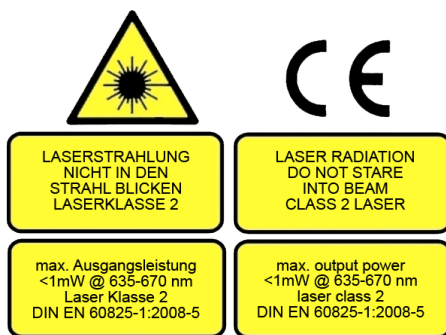 CE
LASERSTRAHLUNG
NICHT IN DEN
STRAHL BLICKEN
LASERKLASSE 2
LASER RADIATION
DO NOT STARE
INTO BEAM
CLASS 2 LASER
max. Ausgangsleistung
<1mW @ 635-670 nm
Laser Klasse 2
DIN EN 60825-1:2008-5
max. output power
<1mW @ 635-670 nm
laser class 2
DIN EN 60825-1:2008-5